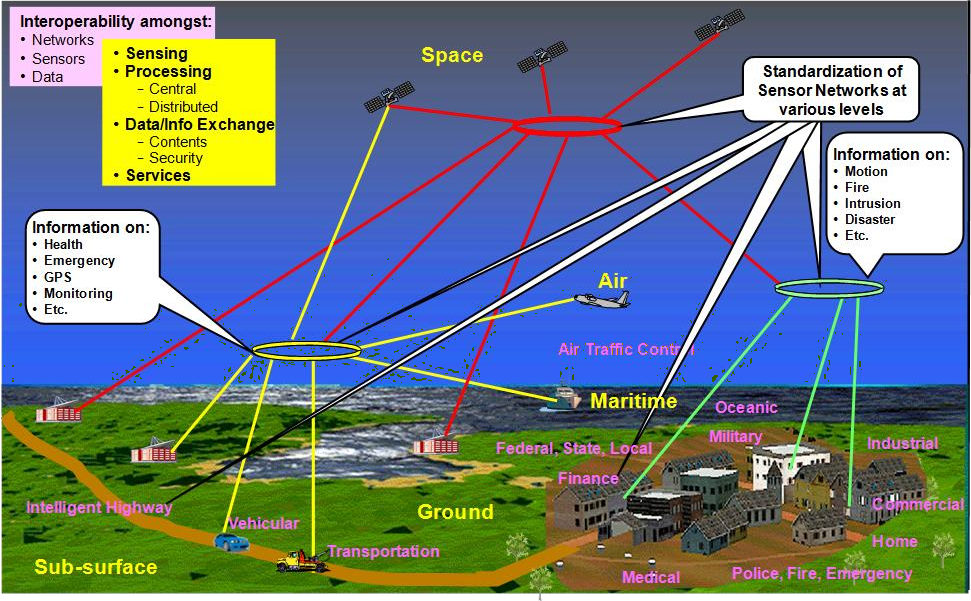 Interoperability amongst:
• Networks
• Sensors
• Data
• Sensing
• Processing
– Central
– Distributed
• Data/Info Exchange
– Contents
– Security
• Services
Space
Standardization of
Sensor Networks at
various levels
Information on:
• Motion
• Fire
• Intrusion
• Disaster
• Etc.
Information on:
• Health
• Emergency
• GPS
• Monitoring
• Etc.
Air
Air Traffic Control
Maritime
Oceanic
Military
Federal, State, Local
Industrial
Finance
Intelligent Highway
Commercial
Ground
Vehicular
Home
Transportation
Sub-surface
Medical
Police, Fire, Emergency